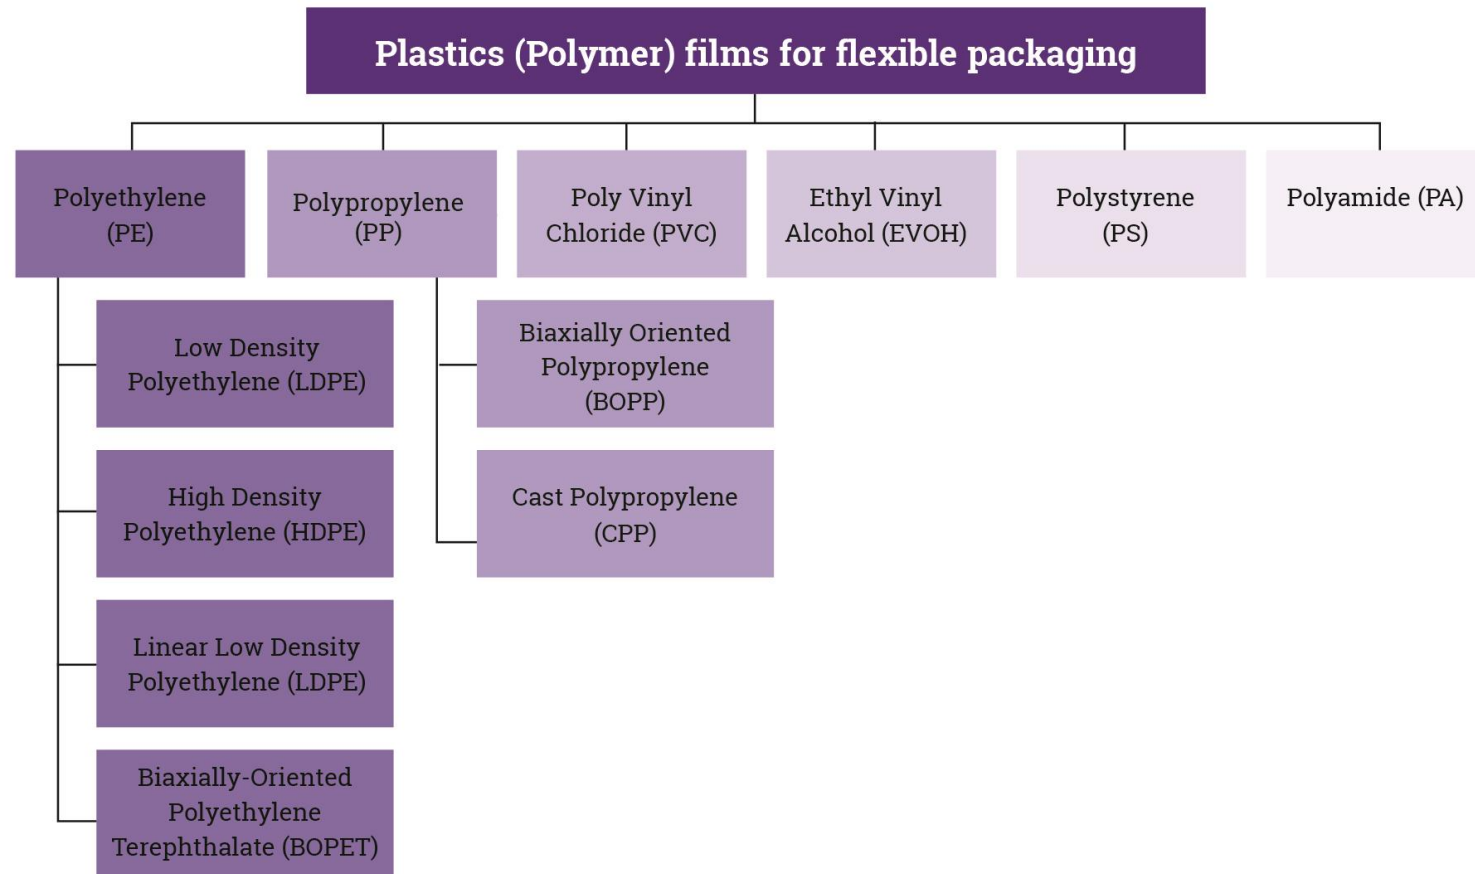 Plastics (Polymer) films for flexible packaging
Polyethylene
(PE)
Polypropylene
(PP)
Poly Vinyl
Chloride (PVC)
Ethyl Vinyl
Alcohol (EVOH)
Polystyrene
(PS)
Polyamide (PA)
Low Density
Polyethylene (LDPE)
High Density
Polyethylene (HDPE)
Linear Low Density
Polyethylene (LDPE)
Biaxially-Oriented
Polyethylene
Terephthalate (BOPET)
Biaxially Oriented
Polypropylene
(BOPP)
Cast Polypropylene
(CPP)